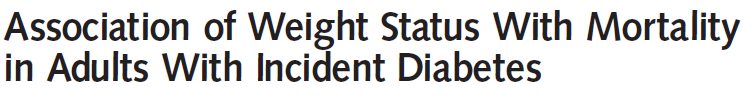 Association of Weight Status With Mortality
in Adults With Incident Diabetes